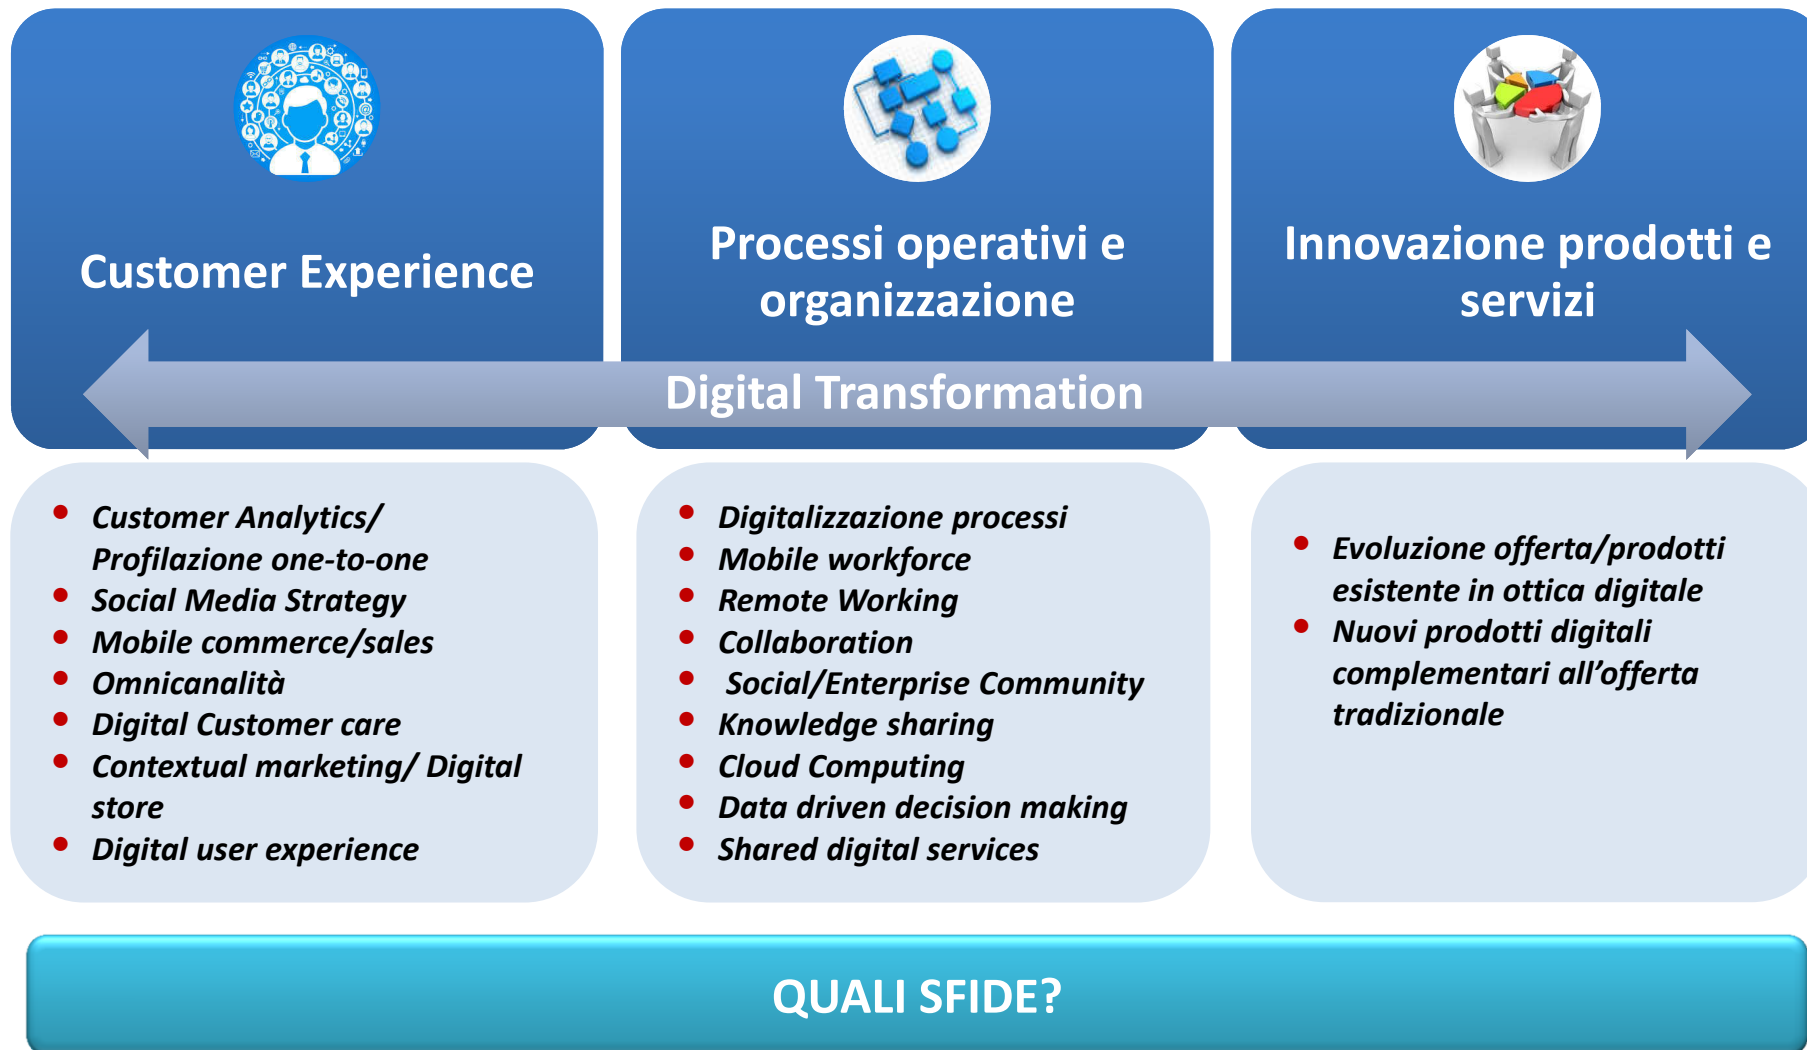 Customer Experience
Processi operativi e
organizzazione
Innovazione prodotti e
servizi
Digital Transformation
• Customer Analytics/
Profilazione one-to-one
• Social Media Strategy
• Mobile commerce/sales
• Omnicanalità
• Digital Customer care
• Contextual marketing/ Digital
store
• Digital user experience
• Digitalizzazione processi
• Mobile workforce
• Remote Working
• Collaboration
• Social/Enterprise Community
• Knowledge sharing
• Cloud Computing
• Data driven decision making
• Shared digital services
• Evoluzione offerta/prodotti
esistente in ottica digitale
• Nuovi prodotti digitali
complementari all’offerta
tradizionale
QUALI SFIDE?